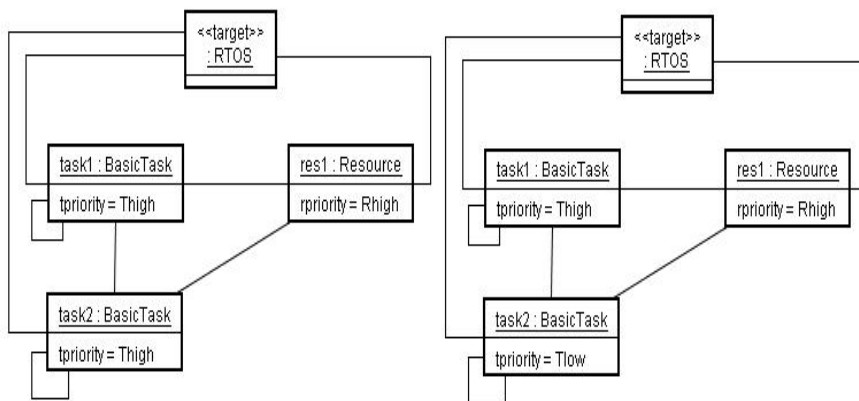 <<target>>
: RTOS
task1 : BasicTask
tpriority = Thigh
res1 : Resource
rpriority = Rhigh
task2 : BasicTask
tpriority = Thigh
<<target>>
: RTOS
task1 : BasicTask
tpriority = Thigh
res1 : Resource
rpriority = Rhigh
task2 : BasicTask
tpriority = Tlow